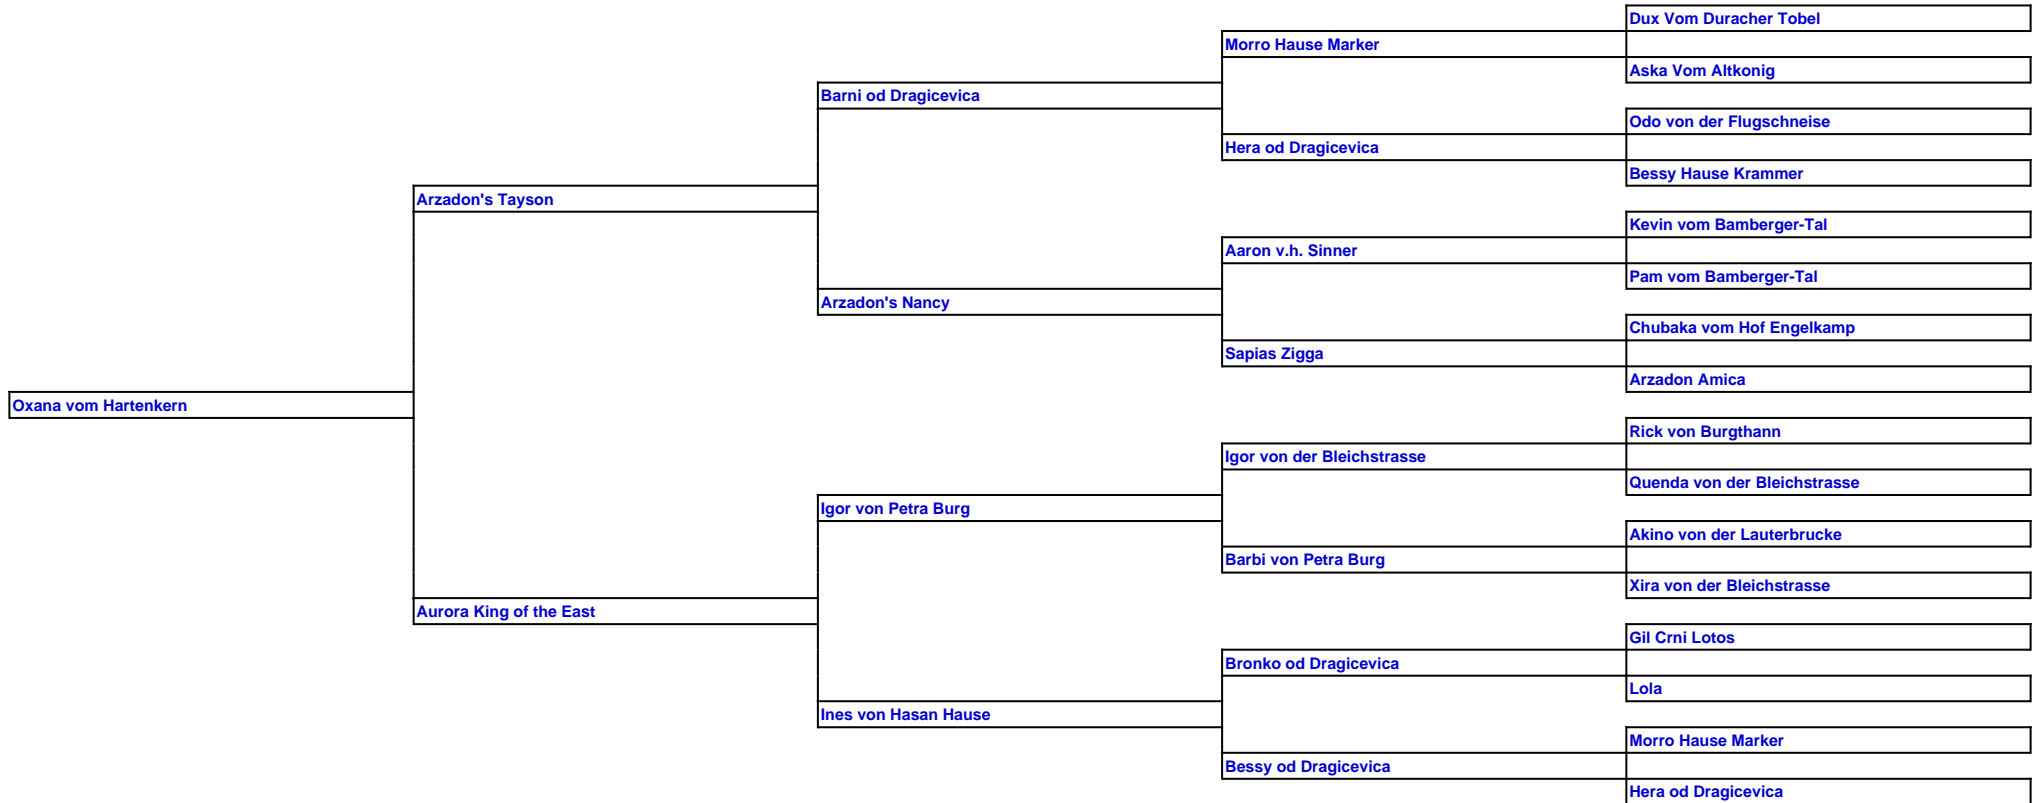 Dux Vom Duracher Tobel
Morro Hause Marker
Aska Vom Altkonig
Barni od Dragicevica
Odo von der Flugschneise
Hera od Dragicevica
Bessy Hause Krammer
Arzadon's Tayson
Kevin vom Bamberger-Tal
Aaron v.h. Sinner
Pam vom Bamberger-Tal
Arzadon's Nancy
Chubaka vom Hof Engelkamp
Sapias Zigga
Arzadon Amica
Oxana vom Hartenkern
Rick von Burgthann
Igor von der Bleichstrasse
Quenda von der Bleichstrasse
Igor von Petra Burg
Akino von der Lauterbrucke
Barbi von Petra Burg
Xira von der Bleichstrasse
Aurora King of the East
Gil Crni Lotos
Bronko od Dragicevica
Lola
Ines von Hasan Hause
Morro Hause Marker
Bessy od Dragicevica
Hera od Dragicevica